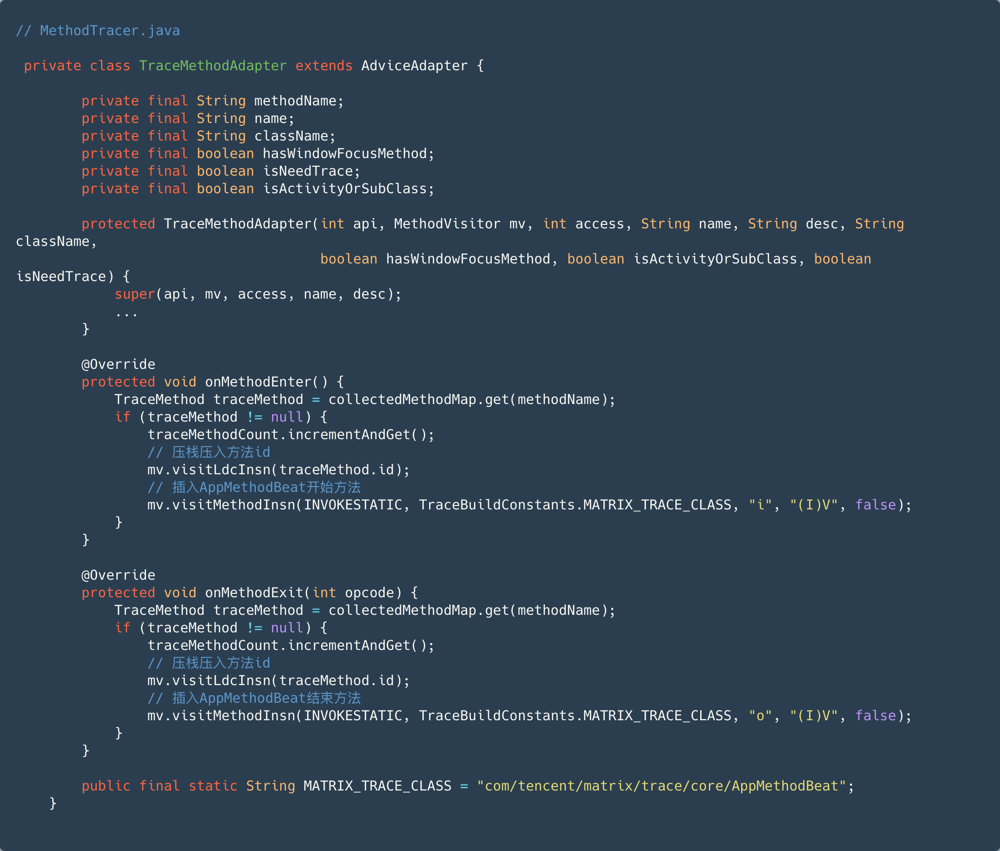 // MethodTracer.java
private class TraceMethodAdapter extends AdviceAdapter {
private final String methodName;
private final String name;
private final String className;
private final boolean hasWindowFocusMethod;
private final boolean isNeedTrace;
private final boolean isActivityOrSubClass;
protected TraceMethodAdapter(int api, MethodVisitor mv, int access, String name, String desc, String
className,
boolean hasWindowFocusMethod, boolean isActivityOrSubClass, boolean
isNeedTrace) {
super(api, mv, access, name, desc);
...
}
@Override
protected void onMethodEnter() {
TraceMethod traceMethod = collectedMethodMap.get(methodName);
if (traceMethod != null) {
traceMethodCount.incrementAndGet();
// 压栈压入方法id
mv.visitLdcInsn(traceMethod.id);
// 插入AppMethodBeat开始方法
mv.visitMethodInsn(INVOKESTATIC, TraceBuildConstants.MATRIX_TRACE_CLASS, "i", "(I)V", false);
}
}
@Override
protected void onMethodExit(int opcode) {
TraceMethod traceMethod = collectedMethodMap.get(methodName);
if (traceMethod != null) {
traceMethodCount.incrementAndGet();
// 压栈压入方法id
mv.visitLdcInsn(traceMethod.id);
// 插入AppMethodBeat结束方法
mv.visitMethodInsn(INVOKESTATIC, TraceBuildConstants.MATRIX_TRACE_CLASS, "o", "(I)V", false);
}
}
public final static String MATRIX_TRACE_CLASS = "com/tencent/matrix/trace/core/AppMethodBeat";
}